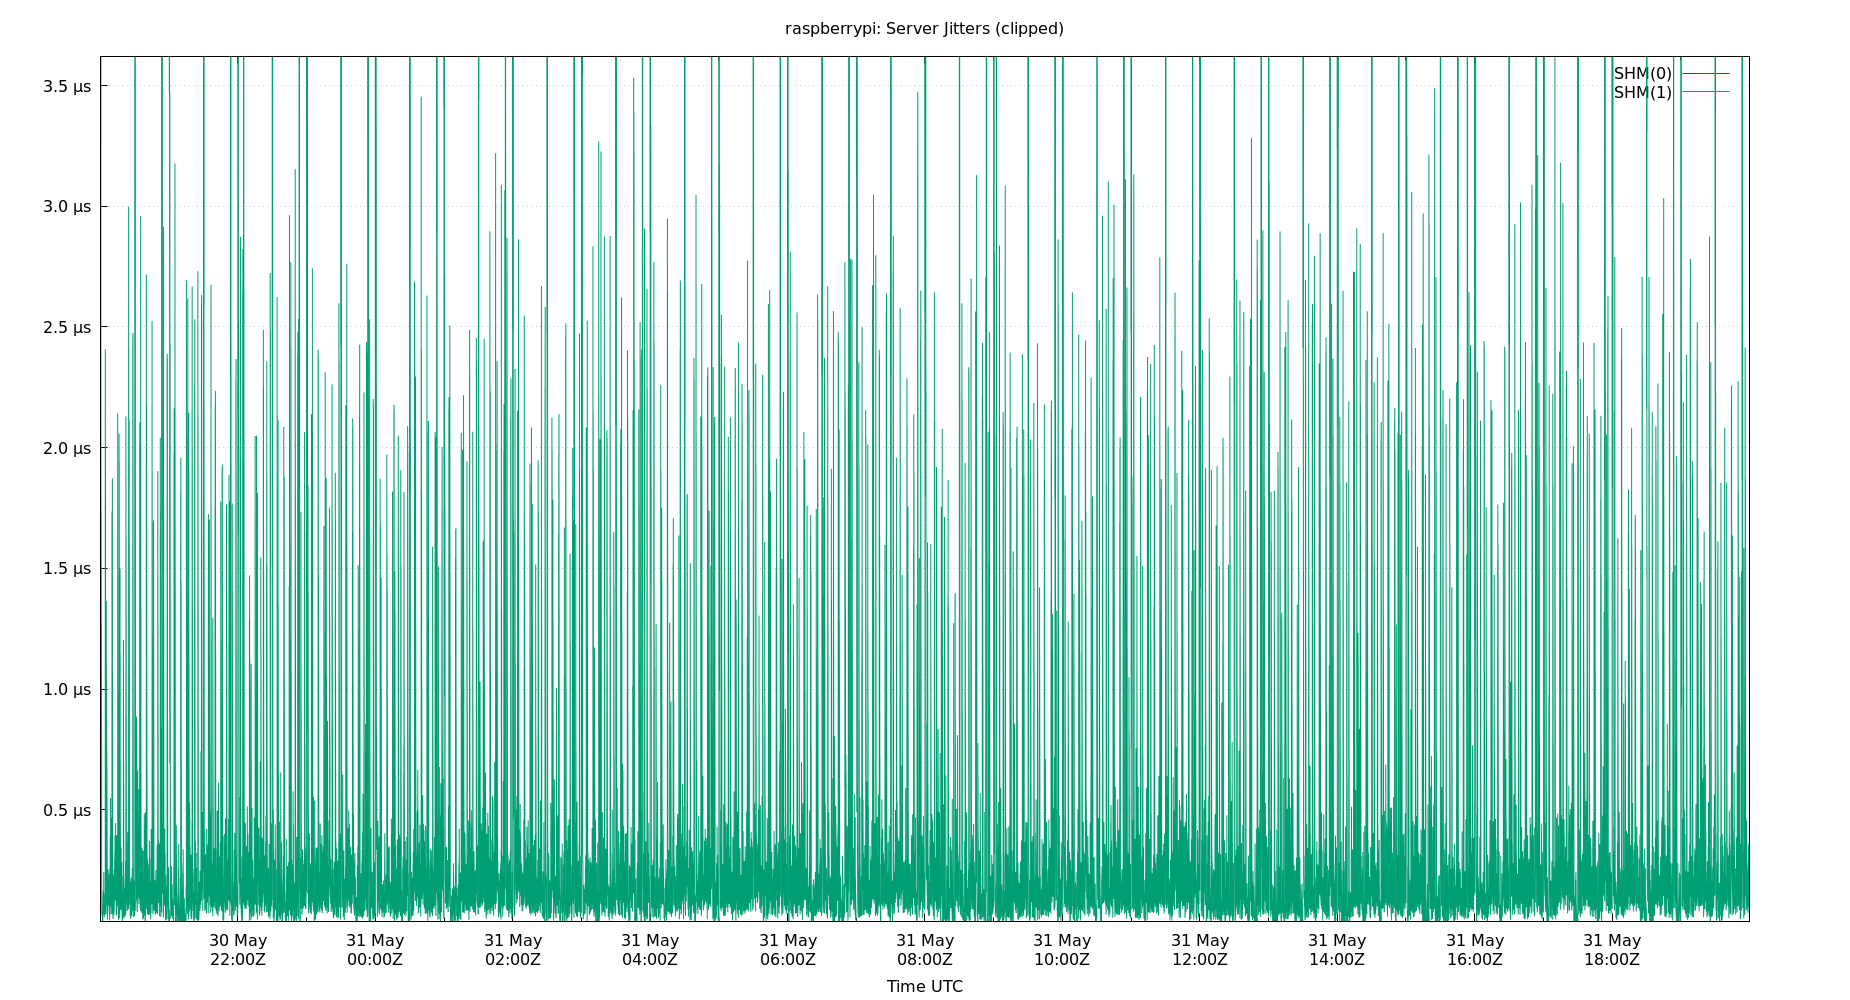 raspberrypi: Server Jitters (clipped)
SHM(0)
SHM(1)
3.5 μs
3.0 μs
2.5 μs
2.0 μs
1.5 μs
1.0 μs
0.5 μs
30 May 31 May 31 May 31 May 31 May 31 May 31 May 31 May 31 May 31 May 31 May
22:00Z 00:00Z 02:00Z 04:00Z 06:00Z 08:00Z 10:00Z 12:00Z 14:00Z 16:00Z 18:00Z
Time UTC